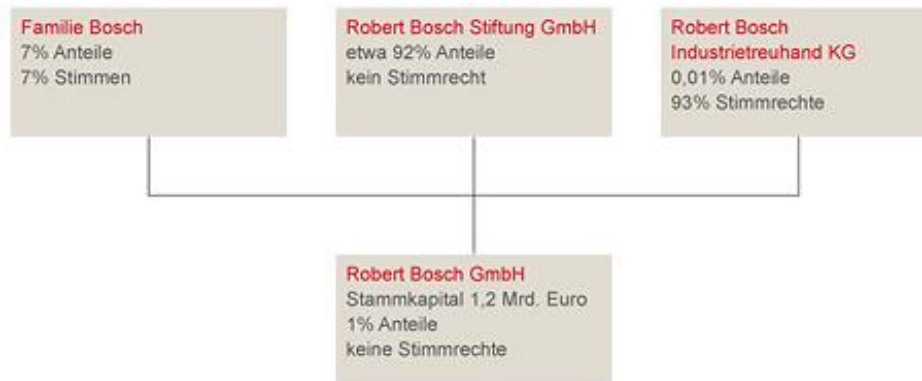 Familie Bosch
7% Anteile
7% Stimmen
Robert Bosch Stiftung GmbH
etwa 92% Anteile
kein Stimmrecht
Robert Bosch
Industrietreuhand KG
0,01% Anteile
93% Stimmrechte
Robert Bosch GmbH
Stammkapital 1,2 Mrd. Euro
1% Anteile
keine Stimmrechte